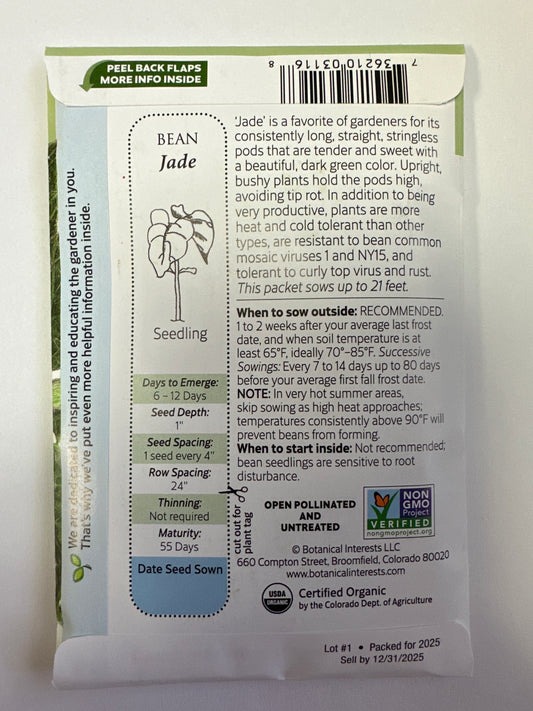 PEEL BACK FLAPS
MORE INFO INSIDE
7 36210 03116 8
We are dedicated to inspiring and educating the gardener in you.
That's why we've put even more helpful information inside.
BEAN
Jade
Seedling
Days to Emerge:
6 – 12 Days
Seed Depth:
1"
Seed Spacing:
1 seed every 4"
Row Spacing:
24"
Thinning:
Not required
Maturity:
55 Days
Date Seed Sown
cut out for
plant tag
'Jade' is a favorite of gardeners for its
consistently long, straight, stringless
pods that are tender and sweet with
a beautiful, dark green color. Upright,
bushy plants hold the pods high,
avoiding tip rot. In addition to being
very productive, plants are more
heat and cold tolerant than other
types, are resistant to bean common
mosaic viruses 1 and NY15, and
tolerant to curly top virus and rust.
This packet sows up to 21 feet.
When to sow outside: RECOMMENDED.
1 to 2 weeks after your average last frost
date, and when soil temperature is at
least 65°F, ideally 70°–85°F. Successive
Sowings: Every 7 to 14 days up to 80 days
before your average first fall frost date.
NOTE: In very hot summer areas,
skip sowing as high heat approaches;
temperatures consistently above 90°F will
prevent beans from forming.
When to start inside: Not recommended;
bean seedlings are sensitive to root
disturbance.
OPEN POLLINATED
AND
UNTREATED
NON
GMO
Project
VERIFIED
nongmoproject.org
© Botanical Interests LLC
660 Compton Street, Broomfield, Colorado 80020
www.botanicalinterests.com
USDA
ORGANIC
Certified Organic
by the Colorado Dept. of Agriculture
Lot #1 • Packed for 2025
Sell by 12/31/2025